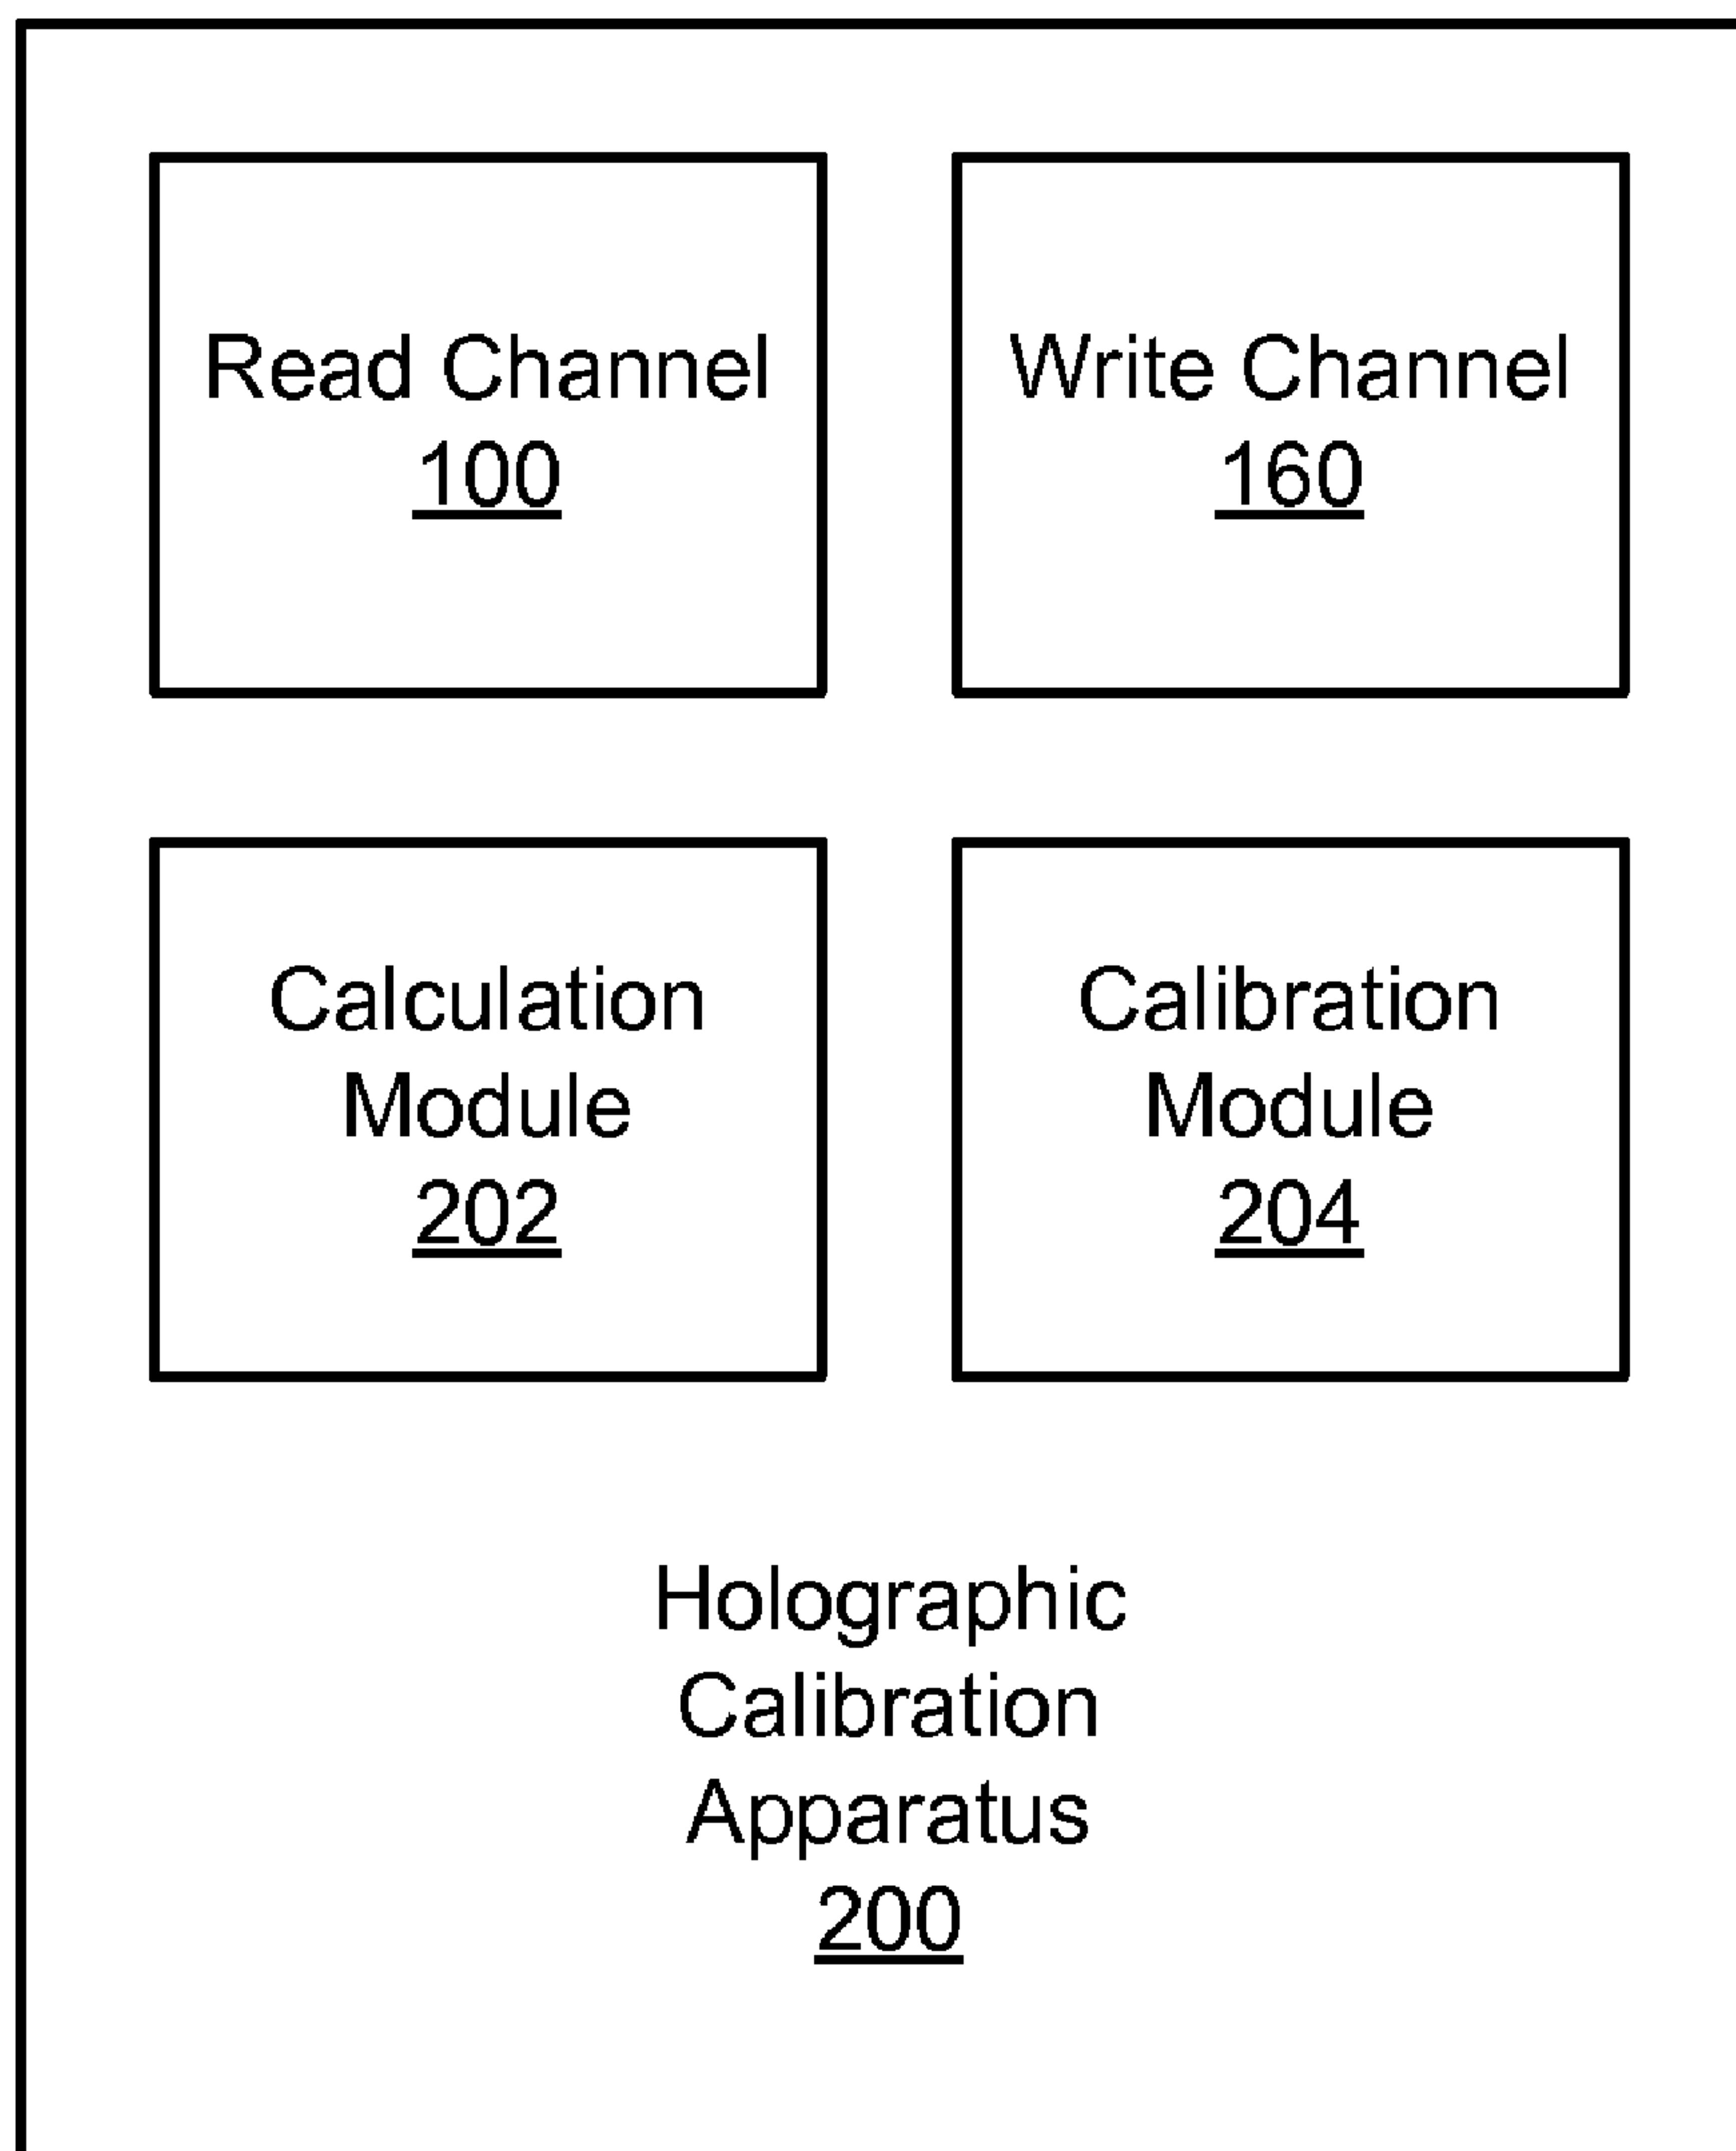 Read Channel
100
Write Channel
160
Calculation
Module
202
Calibration
Module
204
Holographic
Calibration
Apparatus
200